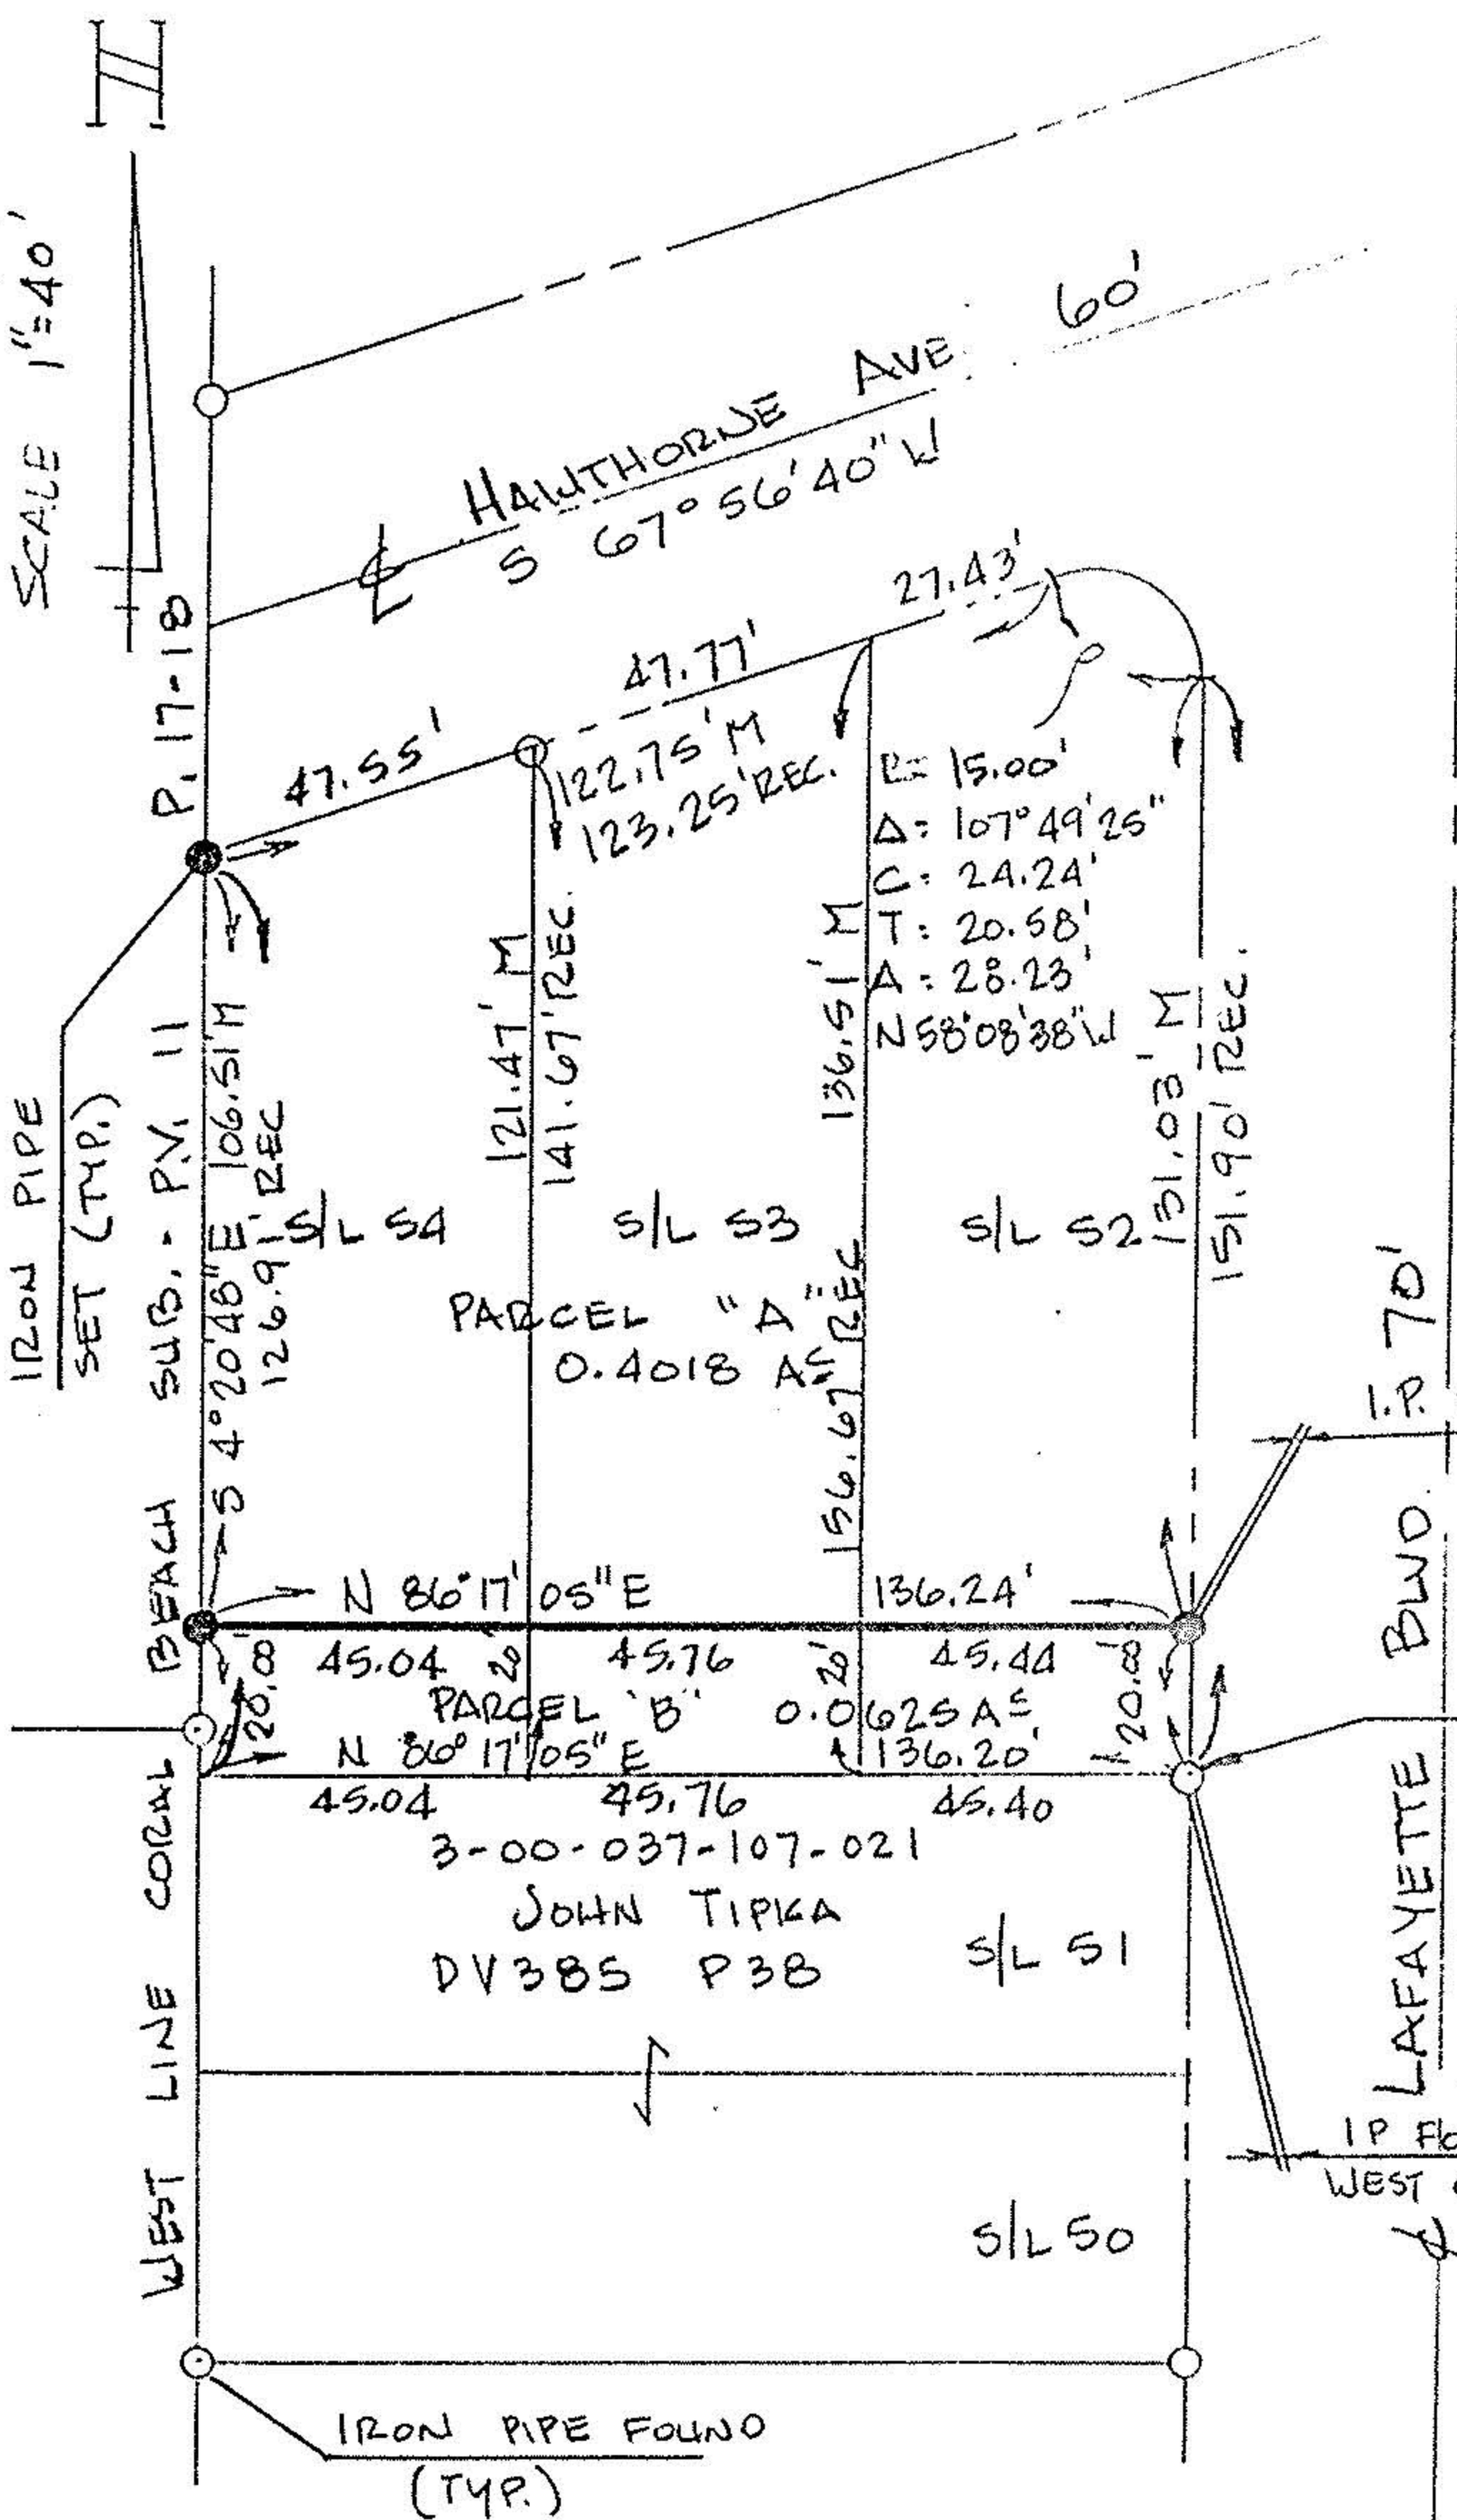 SCALE 1"=40'
HAWTHORNE AVE. 60'
S 67°56'40" W
27.43'
47.77'
47.55'
122.75' M
123.25' REC.
R= 15.00'
Δ= 107°49'25"
C= 24.24'
T= 20.58'
A= 28.23'
N 58°08'38" W
IRON PIPE
SET (TYP.)
WEST LINE CORAL BEACH SUB. - P.V. 11 P. 17-18
S 4°20'48" E 106.51' M
126.91' REC
121.47' M
141.67' REC.
136.51' M
156.67' REC
131.03' M
151.90' REC.
S/L 54
S/L 53
S/L 52
PARCEL "A"
0.4018 Ac
I.P. 70'
N 86°17'05" E 136.24'
45.04 45.76 45.44
20.8 20.8
PARCEL "B" 0.0625 Ac
N 86°17'05" E 136.20'
45.04 45.76 45.40
3-00-037-107-021
JOHN TIPKA
DV385 P38
S/L 51
LAFAYETTE BLVD.
IP
WEST
S/L 50
IRON PIPE FOUND
(TYP.)